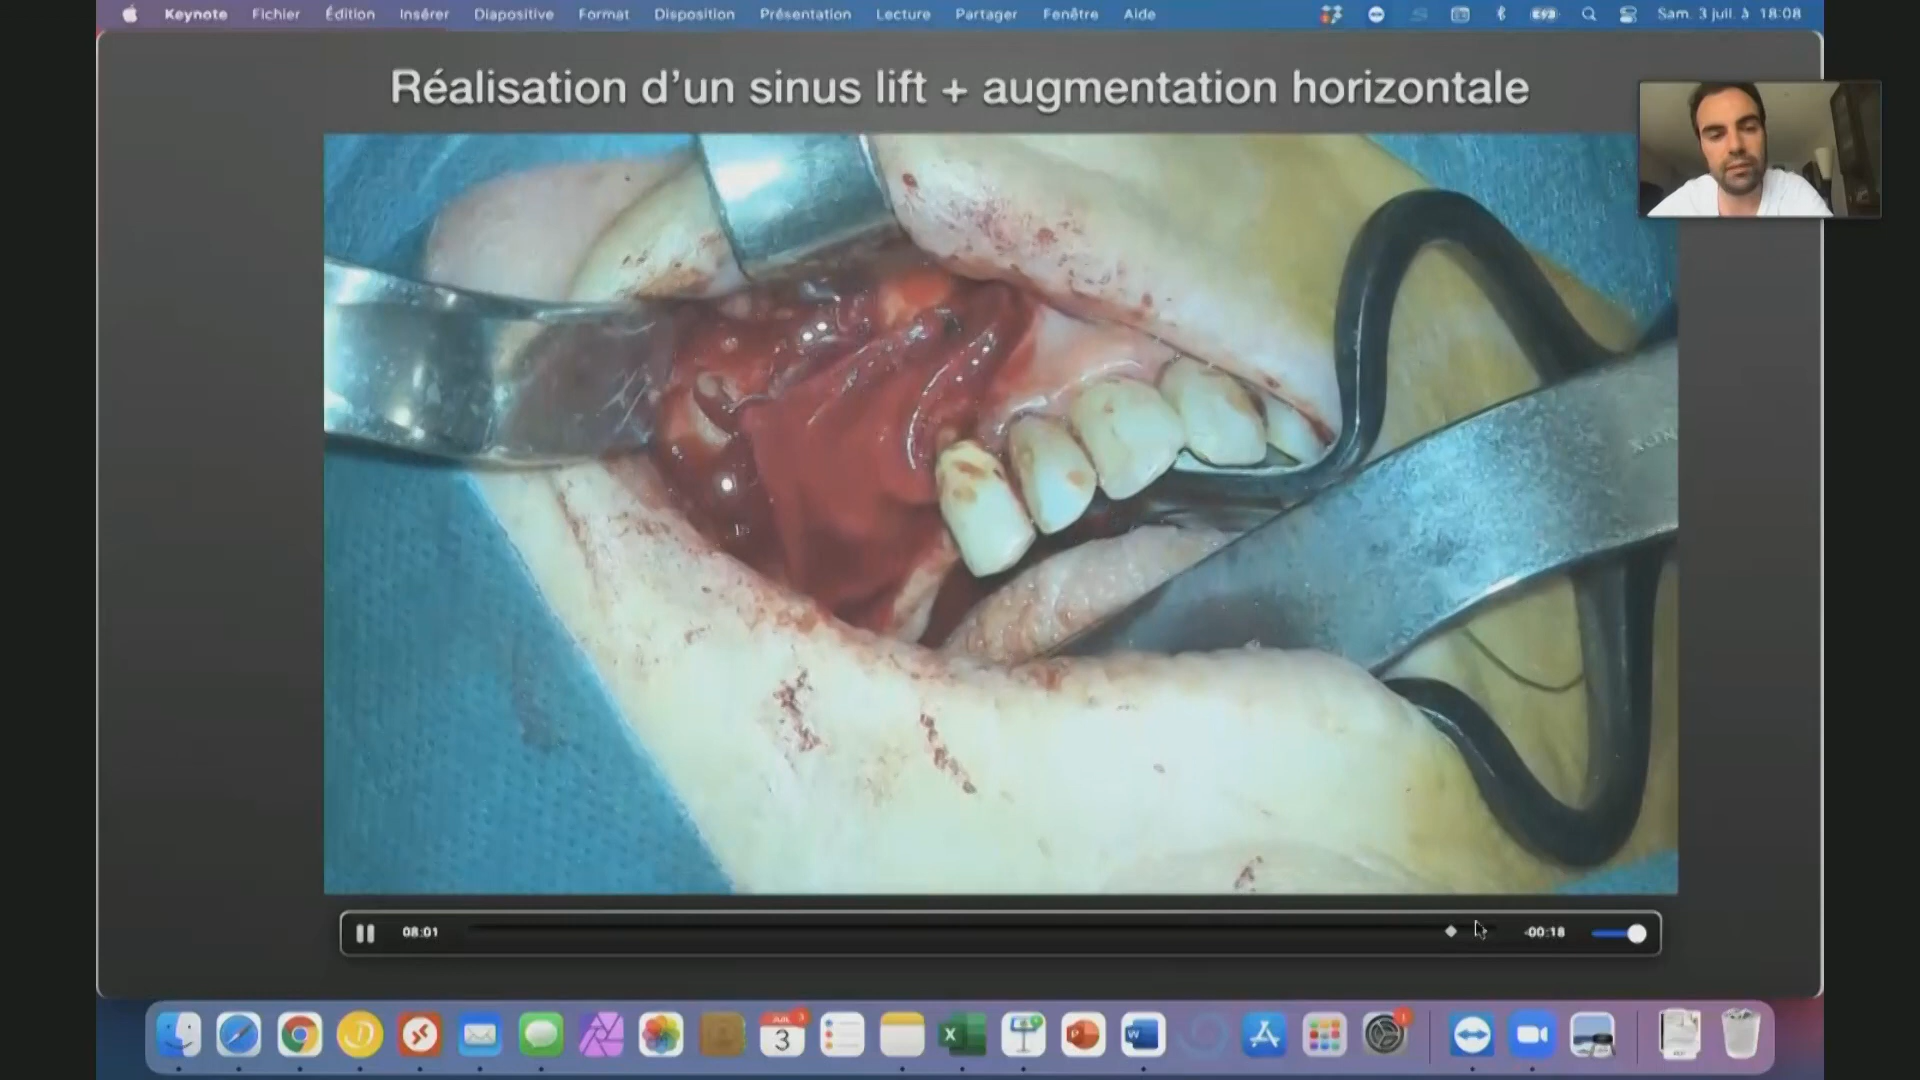 Keynote Fichier Édition Insérer Diapositive Format Disposition Présentation Lecture Partager Fenêtre Aide Sam. 3 juil. à 18:08
Réalisation d'un sinus lift + augmentation horizontale
08:01 -00:18
JUIL.
3